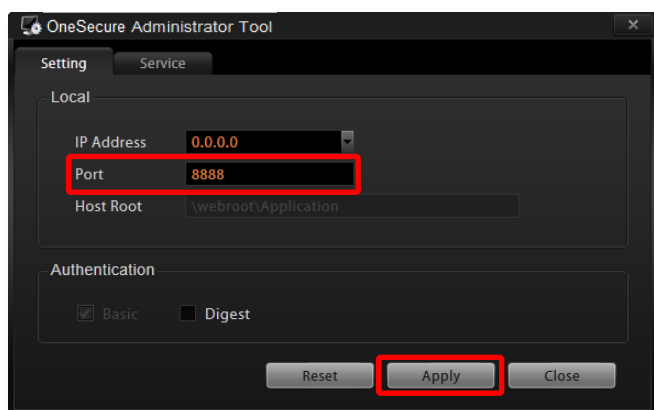 OneSecure Administrator Tool
Setting Service
Local
IP Address 0.0.0.0
Port 8888
Host Root \webroot\Application
Authentication
Basic Digest
Reset Apply Close